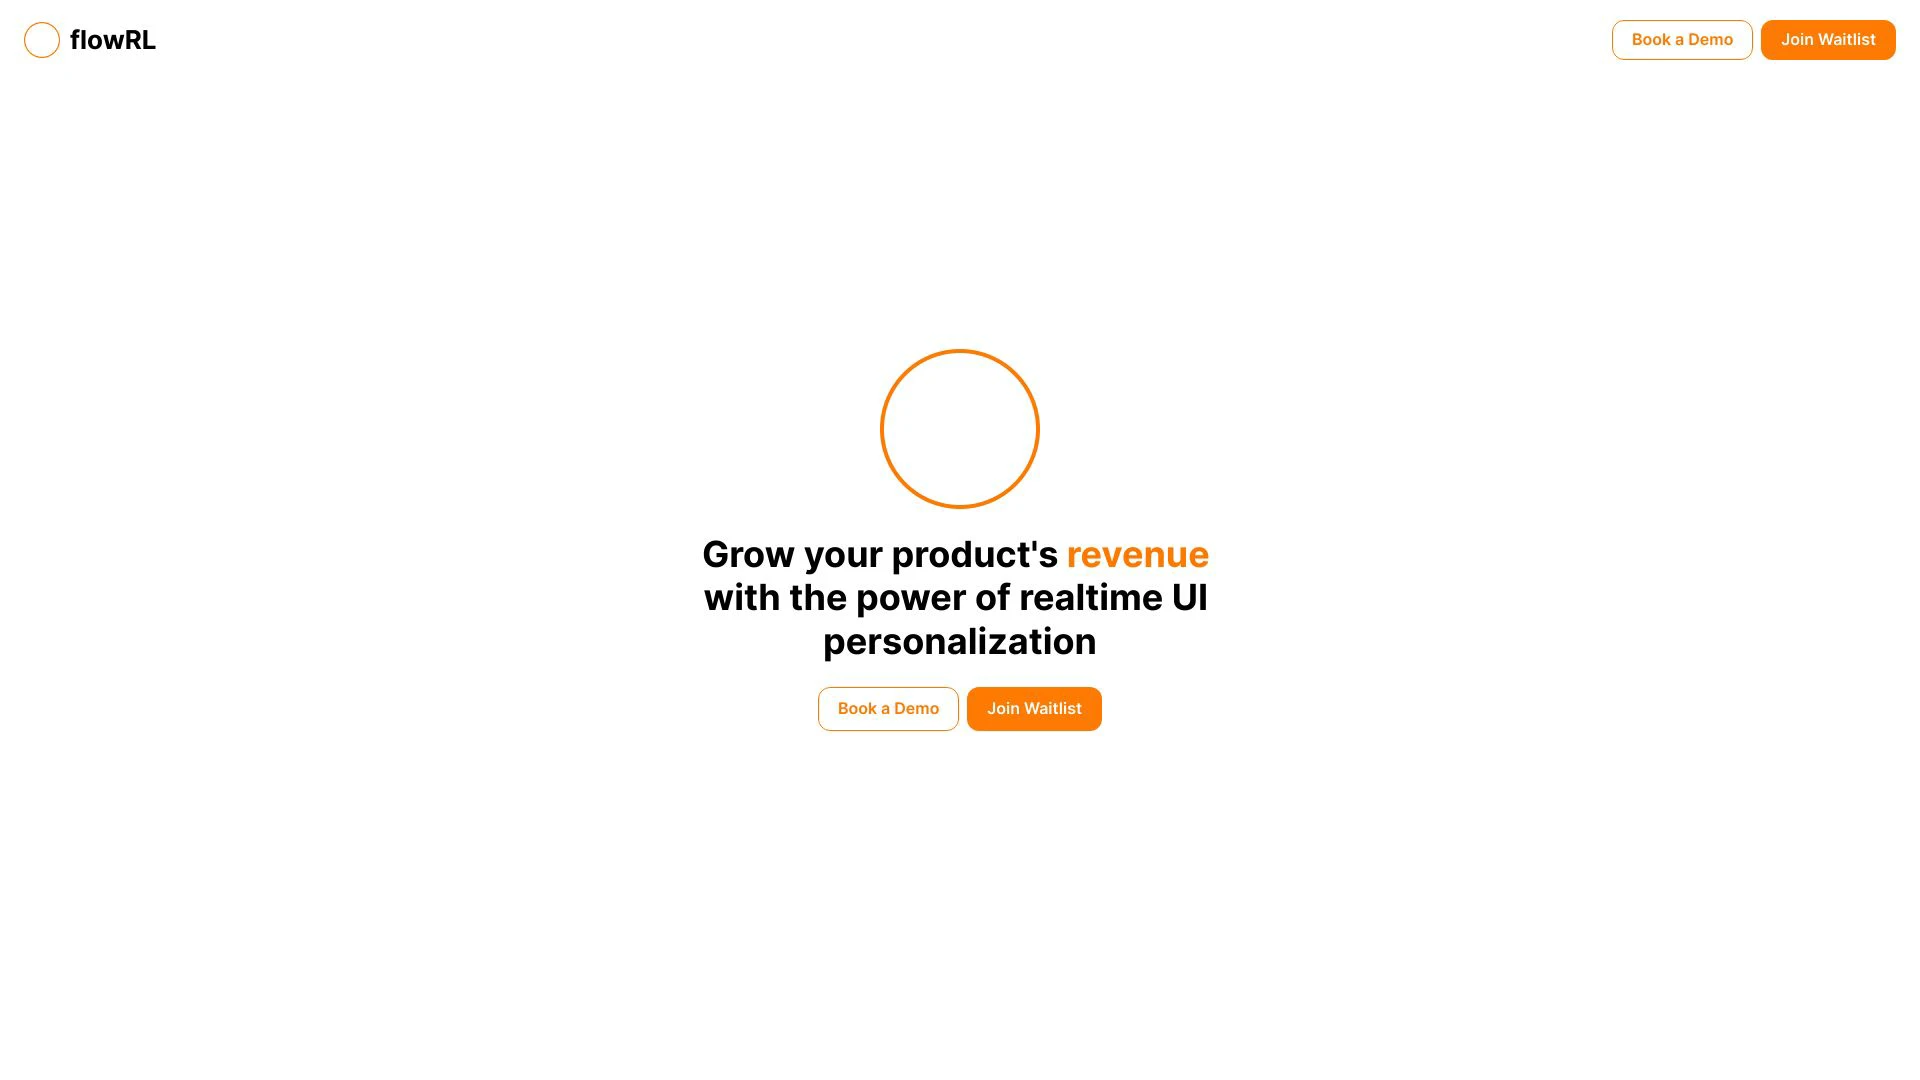 flowRL
Book a Demo
Join Waitlist
Grow your product's revenue
with the power of realtime UI
personalization
Book a Demo
Join Waitlist